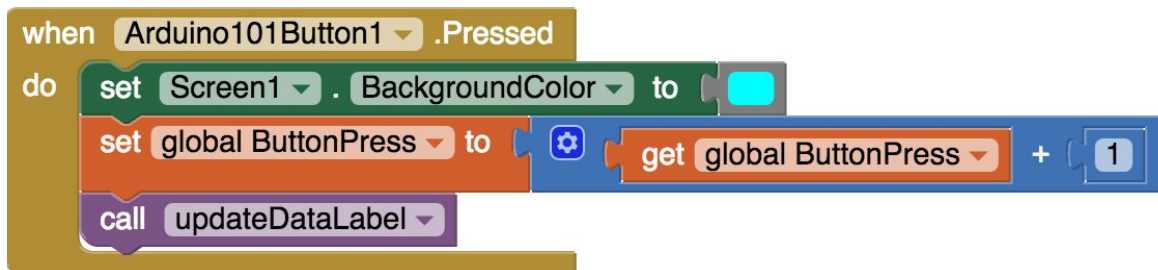 when Arduino101Button1 .Pressed
do set Screen1 . BackgroundColor to
set global ButtonPress to get global ButtonPress + 1
call updateDataLabel